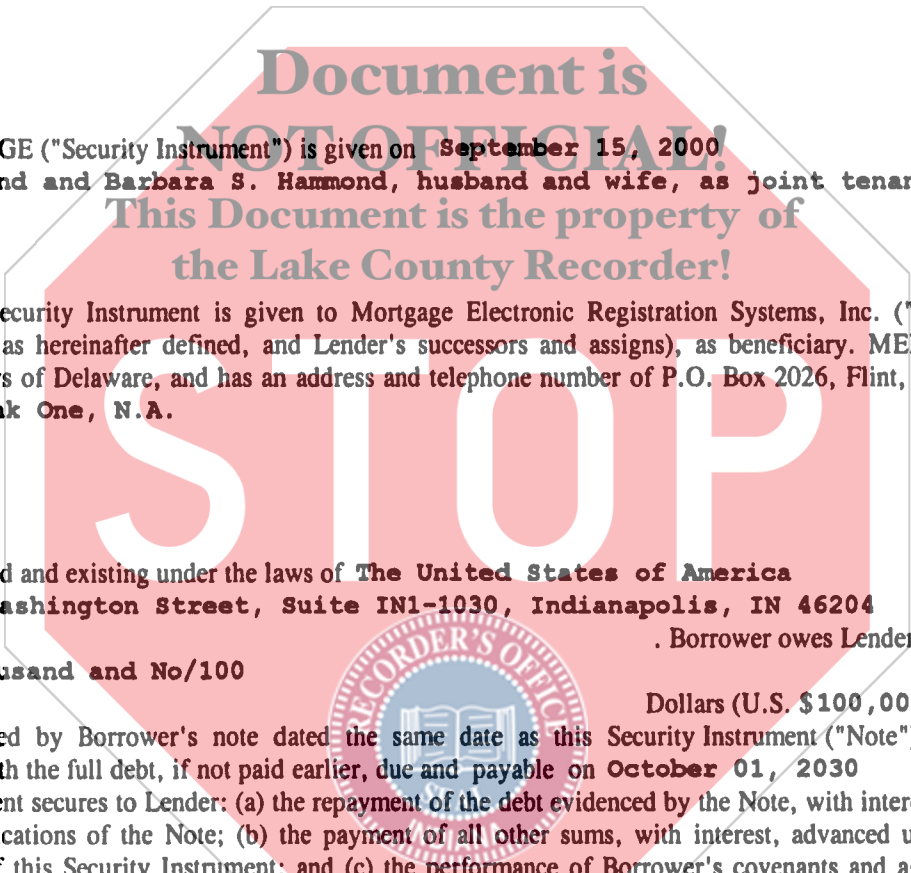 Document is
NOT OFFICIAL!
GE ("Security Instrument") is given on September 15, 2000
nd and Barbara S. Hammond, husband and wife, as joint tenan
This Document is the property of
the Lake County Recorder!
ecurity Instrument is given to Mortgage Electronic Registration Systems, Inc. ("
as hereinafter defined, and Lender's successors and assigns), as beneficiary. ME
s of Delaware, and has an address and telephone number of P.O. Box 2026, Flint,
k One, N.A.
STOP
d and existing under the laws of The United States of America
ashington Street, Suite IN1-1030, Indianapolis, IN 46204
. Borrower owes Lender
usand and No/100
RECORDER'S OFFICE
Dollars (U.S. $100,00
ed by Borrower's note dated the same date as this Security Instrument ("Note"
th the full debt, if not paid earlier, due and payable on October 01, 2030
ent secures to Lender: (a) the repayment of the debt evidenced by the Note, with inter
SEAL
cations of the Note; (b) the payment of all other sums, with interest, advanced u
f this Security Instrument; and (c) the performance of Borrower's covenants and a